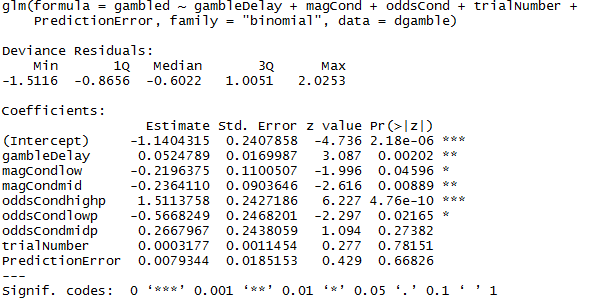 glm(formula = gambled ~ gambleDelay + magCond + oddsCond + trialNumber +
    PredictionError, family = "binomial", data = dgamble)
Deviance Residuals:
    Min       1Q   Median       3Q      Max
-1.5116  -0.8656  -0.6022   1.0051   2.0253
Coefficients:
                 Estimate Std. Error z value Pr(>|z|)
(Intercept)    -1.1404315  0.2407858  -4.736 2.18e-06 ***
gambleDelay     0.0524789  0.0169987   3.087  0.00202 **
magCondlow     -0.2196375  0.1100507  -1.996  0.04596 *
magCondmid     -0.2364110  0.0903646  -2.616  0.00889 **
oddsCondhighp   1.5113758  0.2427186   6.227 4.76e-10 ***
oddsCondlowp   -0.5668249  0.2468201  -2.297  0.02165 *
oddsCondmidp    0.2667967  0.2438059   1.094  0.27382
trialNumber     0.0003177  0.0011454   0.277  0.78151
PredictionError 0.0079344  0.0185153   0.429  0.66826
---
Signif. codes:  0 ‘***’ 0.001 ‘**’ 0.01 ‘*’ 0.05 ‘.’ 0.1 ‘ ’ 1